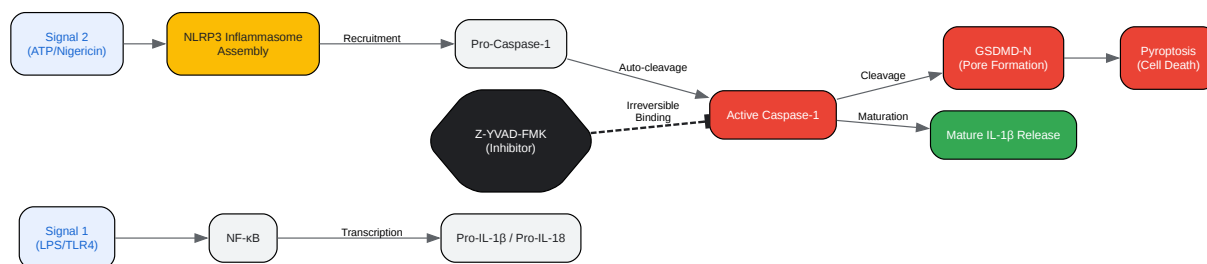 Signal 2
(ATP/Nigericin)
NLRP3 Inflammasome
Assembly
Recruitment
Pro-Caspase-1
Auto-cleavage
Z-YVAD-FMK
(Inhibitor)
Irreversible
Binding
Active Caspase-1
Cleavage
GSDMD-N
(Pore Formation)
Pyroptosis
(Cell Death)
Maturation
Mature IL-1β Release
Signal 1
(LPS/TLR4)
NF-κB
Transcription
Pro-IL-1β / Pro-IL-18